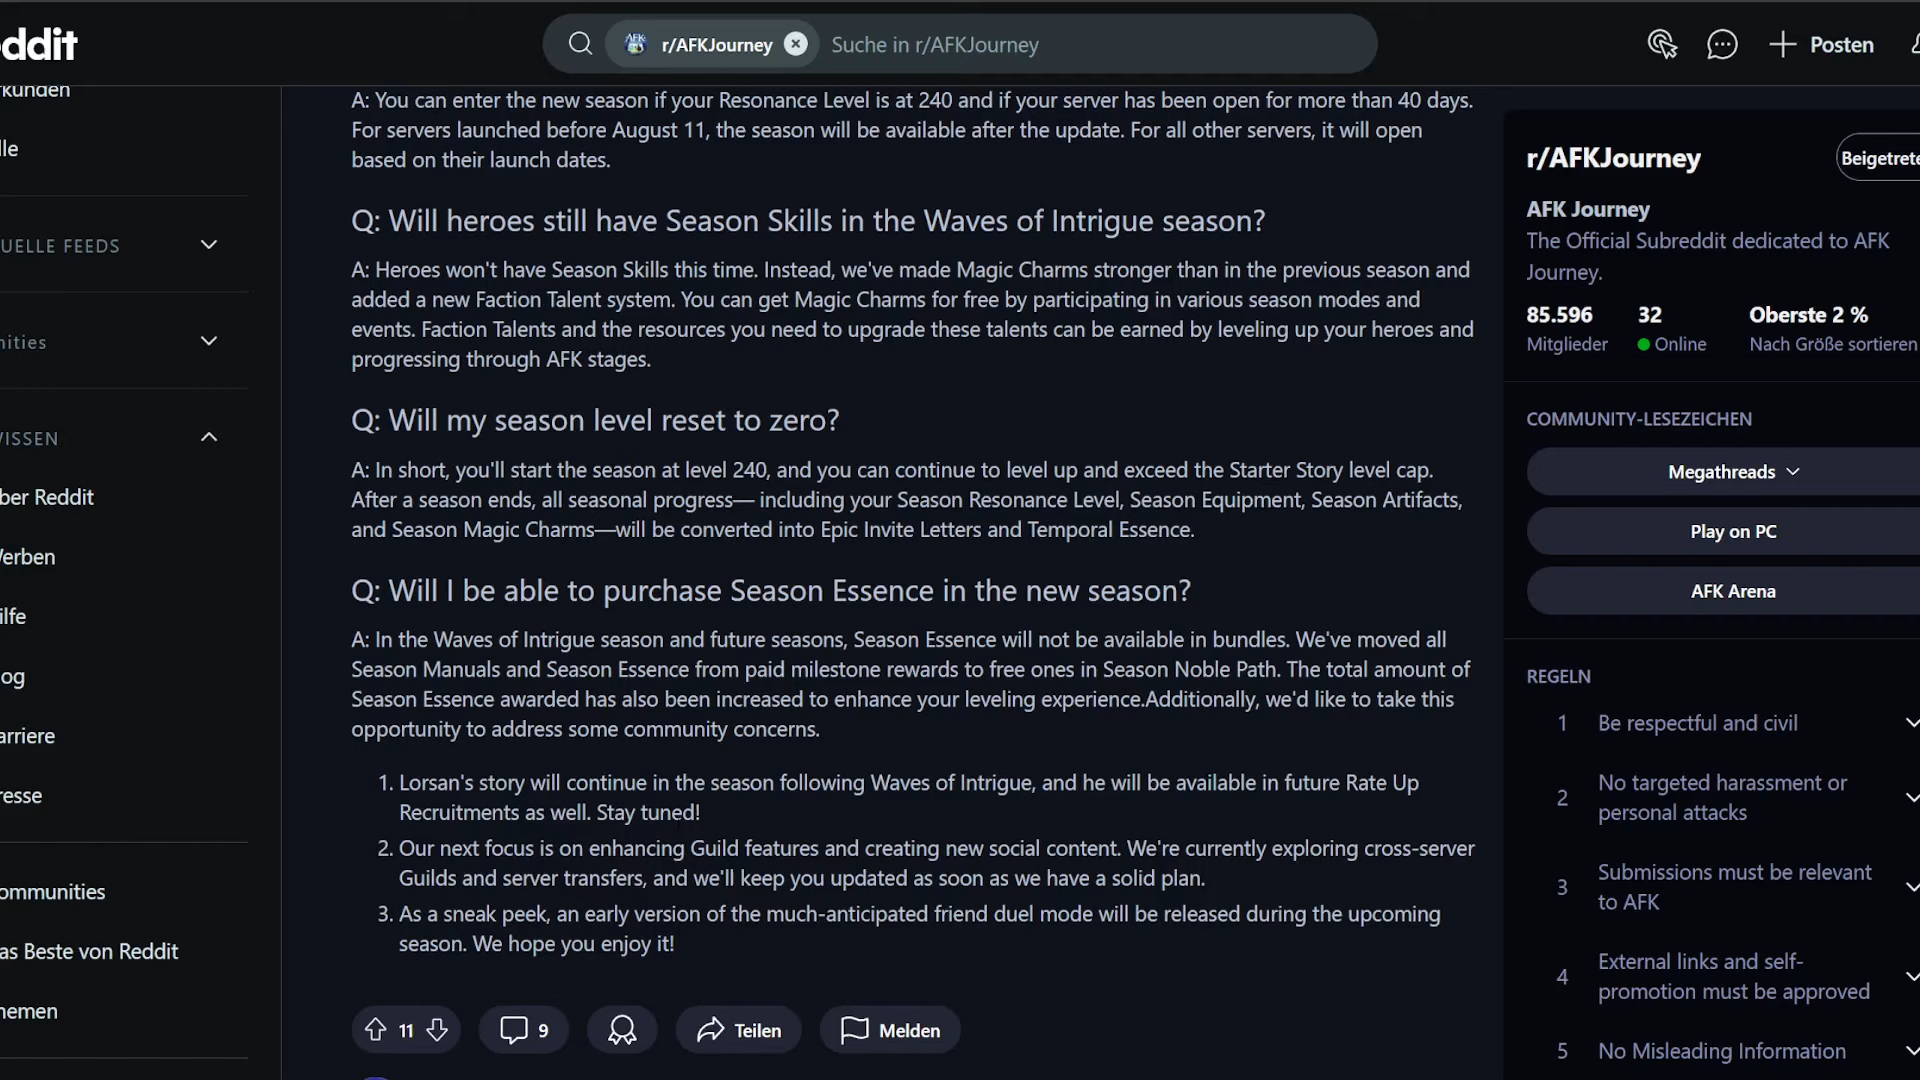 ddit
r/AFKJourney
Suche in r/AFKJourney
Posten
kunden
lle
UELLE FEEDS
nities
WISSEN
ber Reddit
Werben
ilfe
og
arriere
resse
ommunities
as Beste von Reddit
hemen
A: You can enter the new season if your Resonance Level is at 240 and if your server has been open for more than 40 days.
For servers launched before August 11, the season will be available after the update. For all other servers, it will open
based on their launch dates.
Q: Will heroes still have Season Skills in the Waves of Intrigue season?
A: Heroes won't have Season Skills this time. Instead, we've made Magic Charms stronger than in the previous season and
added a new Faction Talent system. You can get Magic Charms for free by participating in various season modes and
events. Faction Talents and the resources you need to upgrade these talents can be earned by leveling up your heroes and
progressing through AFK stages.
Q: Will my season level reset to zero?
A: In short, you'll start the season at level 240, and you can continue to level up and exceed the Starter Story level cap.
After a season ends, all seasonal progress— including your Season Resonance Level, Season Equipment, Season Artifacts,
and Season Magic Charms—will be converted into Epic Invite Letters and Temporal Essence.
Q: Will I be able to purchase Season Essence in the new season?
A: In the Waves of Intrigue season and future seasons, Season Essence will not be available in bundles. We've moved all
Season Manuals and Season Essence from paid milestone rewards to free ones in Season Noble Path. The total amount of
Season Essence awarded has also been increased to enhance your leveling experience.Additionally, we'd like to take this
opportunity to address some community concerns.
1. Lorsan's story will continue in the season following Waves of Intrigue, and he will be available in future Rate Up
Recruitments as well. Stay tuned!
2. Our next focus is on enhancing Guild features and creating new social content. We're currently exploring cross-server
Guilds and server transfers, and we'll keep you updated as soon as we have a solid plan.
3. As a sneak peek, an early version of the much-anticipated friend duel mode will be released during the upcoming
season. We hope you enjoy it!
11
9
Teilen
Melden
r/AFKJourney
Beigetrete
AFK Journey
The Official Subreddit dedicated to AFK
Journey.
85.596 32 Oberste 2 %
Mitglieder Online Nach Größe sortieren
COMMUNITY-LESEZEICHEN
Megathreads
Play on PC
AFK Arena
REGELN
1 Be respectful and civil
2 No targeted harassment or
personal attacks
3 Submissions must be relevant
to AFK
4 External links and self-
promotion must be approved
5 No Misleading Information